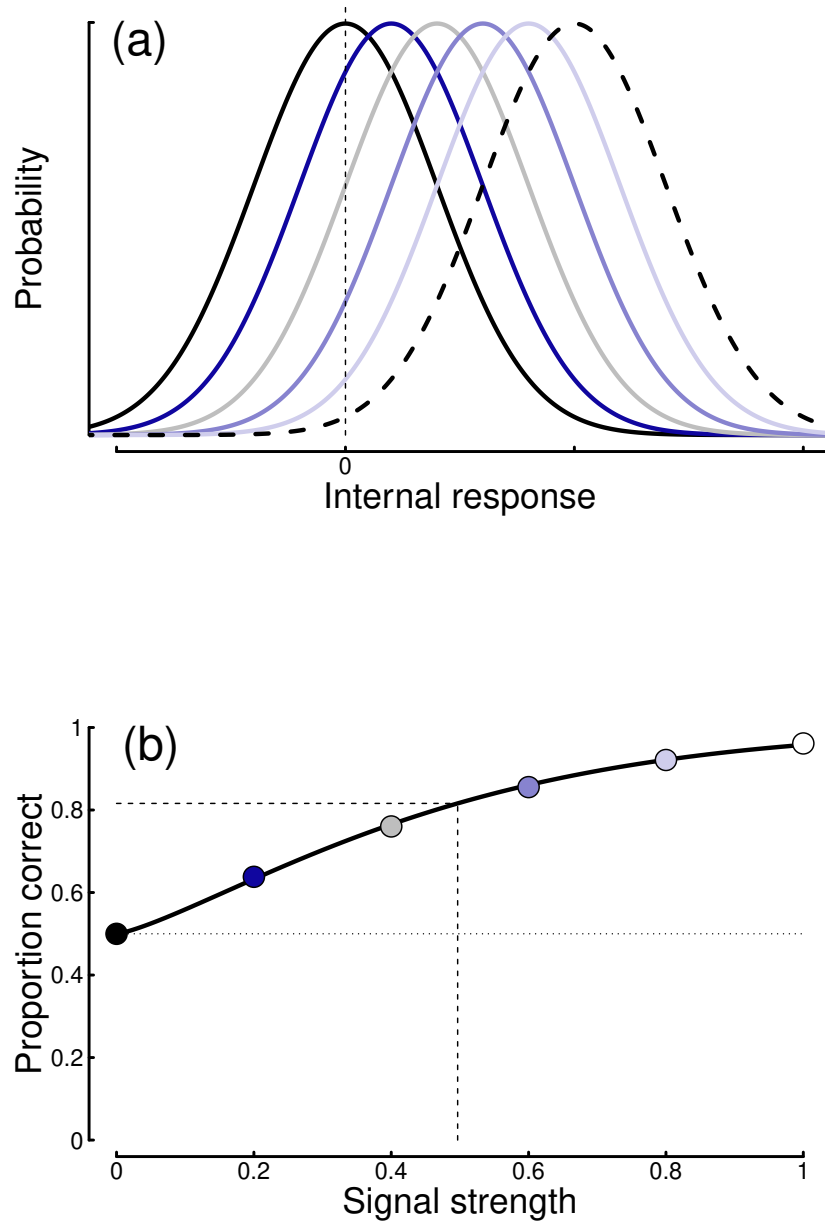 (a)
Probability
0
Internal response
(b)
Proportion correct
1
0.8
0.6
0.4
0.2
0
0 0.2 0.4 0.6 0.8 1
Signal strength